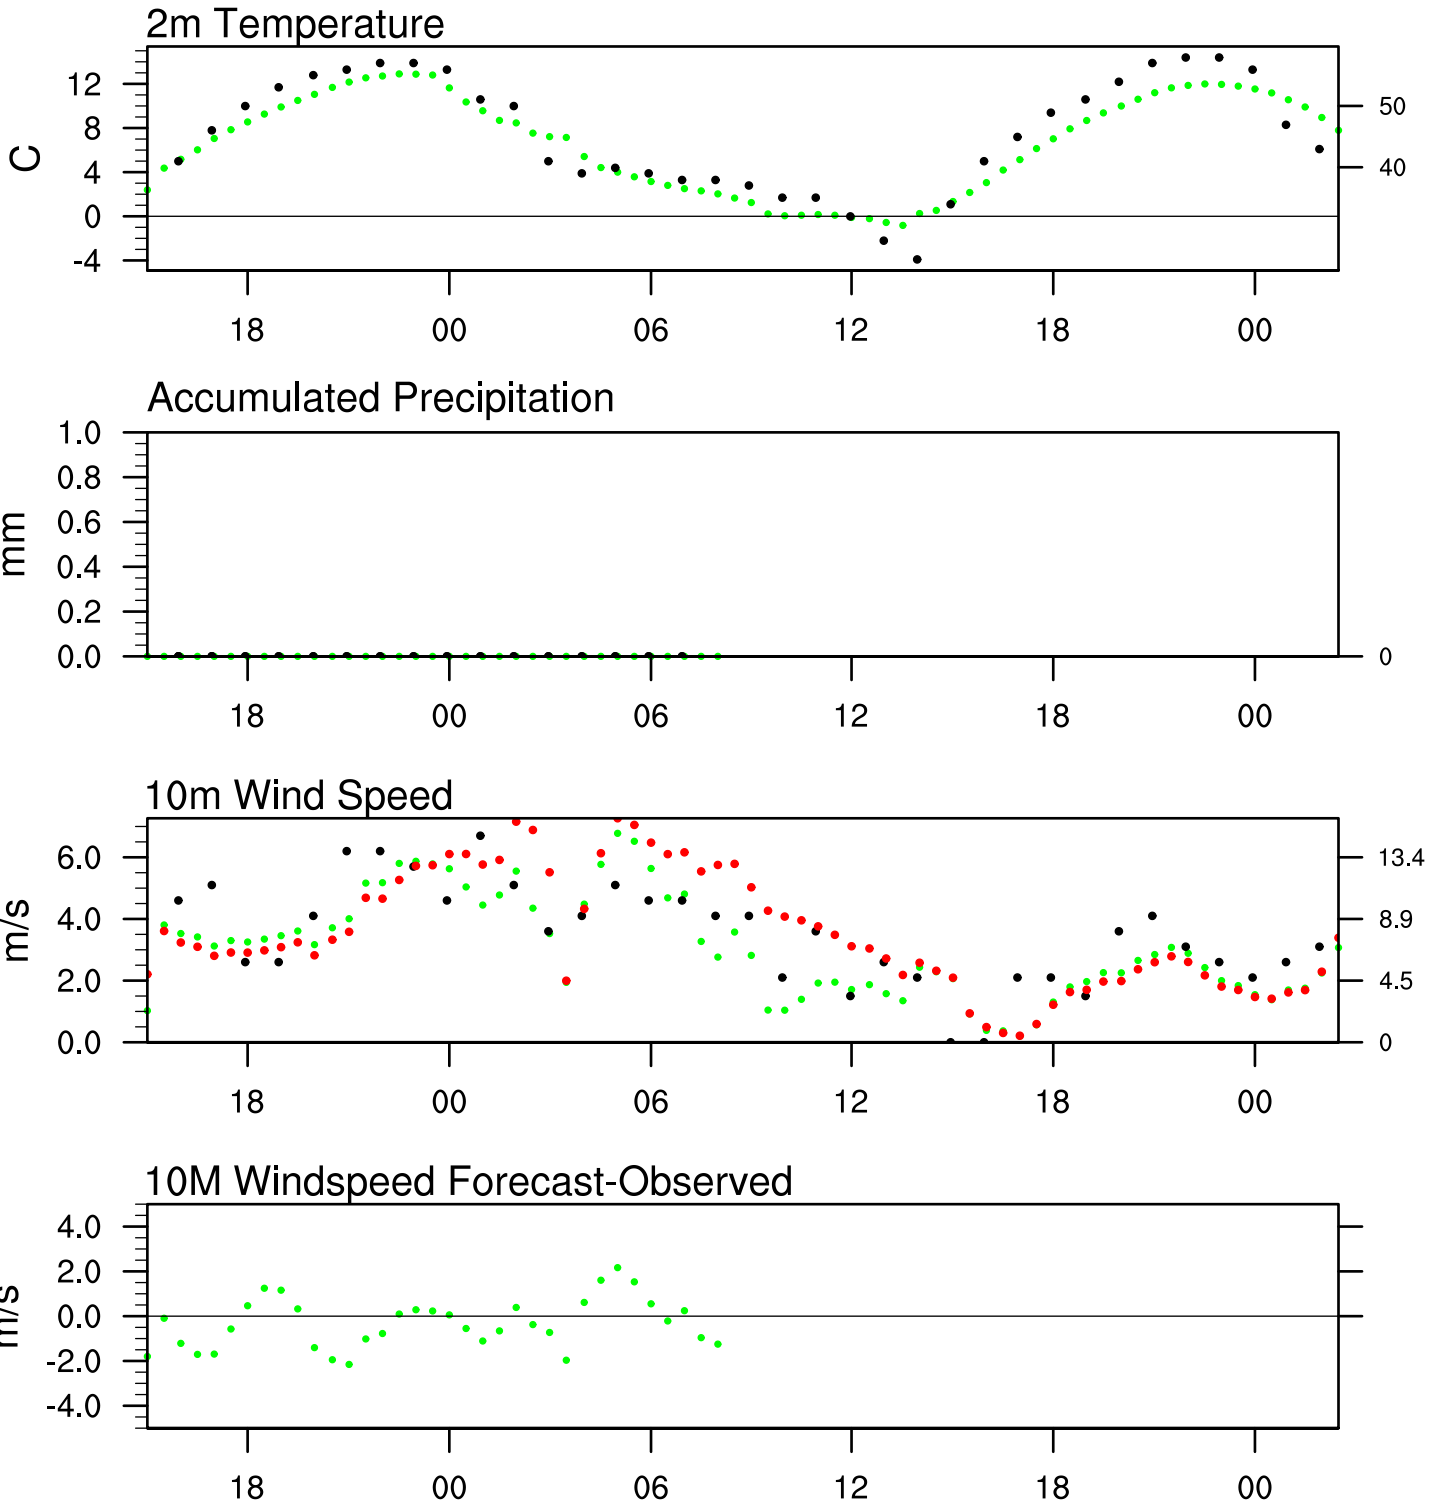 2m Temperature
12
8
4
0
-4
C
50
40
18 00 06 12 18 00
Accumulated Precipitation
1.0
0.8
0.6
0.4
0.2
0.0
mm
0
18 00 06 12 18 00
10m Wind Speed
6.0
4.0
2.0
0.0
m/s
13.4
8.9
4.5
0
18 00 06 12 18 00
10M Windspeed Forecast-Observed
4.0
2.0
0.0
-2.0
-4.0
m/s
18 00 06 12 18 00